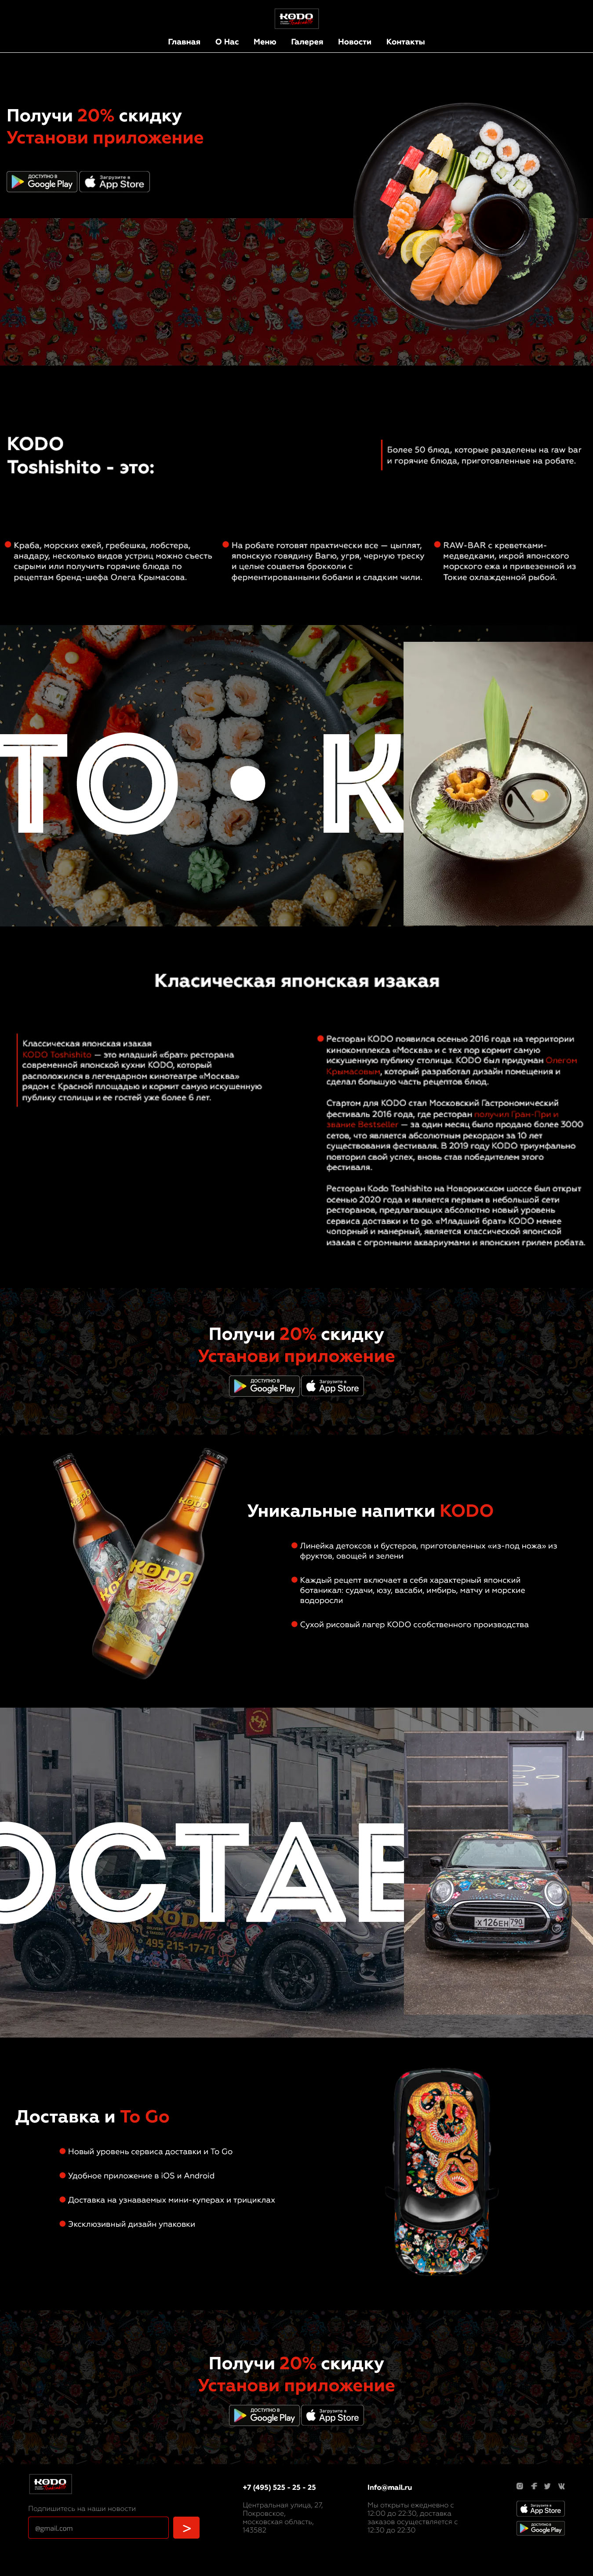 KODO
Toshishito
Главная О Нас Меню Галерея Новости Контакты
Получи 20% скидку
Установи приложение
ДОСТУПНО В
Google Play
Загрузите в
App Store
KODO
Toshishito - это:
Более 50 блюд, которые разделены на raw bar
и горячие блюда, приготовленные на робате.
Краба, морских ежей, гребешка, лобстера,
анадару, несколько видов устриц можно съесть
сырыми или получить горячие блюда по
рецептам бренд-шефа Олега Крымасова.
На робате готовят практически все — цыплят,
японскую говядину Вагю, угря, черную треску
и целые соцветья брокколи с
ферментированными бобами и сладким чили.
RAW-BAR с креветками-
медведками, икрой японского
морского ежа и привезенной из
Токие охлажденной рыбой.
ТО • К
Класическая японская изакая
Классическая японская изакая
KODO Toshishito — это младший «брат» ресторана
современной японской кухни KODO, который
расположился в легендарном кинотеатре «Москва»
рядом с Красной площадью и кормит самую искушенную
публику столицы и ее гостей уже более 6 лет.
Ресторан KODO появился осенью 2016 года на территории
кинокомплекса «Москва» и с тех пор кормит самую
искушенную публику столицы. KODO был придуман Олегом
Крымасовым, который разработал дизайн помещения и
сделал большую часть рецептов блюд.
Стартом для KODO стал Московский Гастрономический
фестиваль 2016 года, где ресторан получил Гран-При и
звание Bestseller — за один месяц было продано более 3000
сетов, что является абсолютным рекордом за 10 лет
существования фестиваля. В 2019 году KODO триумфально
повторил свой успех, вновь став победителем этого
фестиваля.
Ресторан Kodo Toshishito на Новорижском шоссе был открыт
осенью 2020 года и является первым в небольшой сети
ресторанов, предлагающих абсолютно новый уровень
сервиса доставки и to go. «Младший брат» KODO менее
чопорный и манерный, является классической японской
изакая с огромными аквариумами и японским грилем робата.
Получи 20% скидку
Установи приложение
ДОСТУПНО В
Google Play
Загрузите в
App Store
KODO
KODO
KODO
Уникальные напитки KODO
Линейка детоксов и бустеров, приготовленных «из-под ножа» из
фруктов, овощей и зелени
Каждый рецепт включает в себя характерный японский
ботаникал: судачи, юзу, васаби, имбирь, матчу и морские
водоросли
Сухой рисовый лагер KODO ссобственного производства
ОСТАВ
KODO
Toshishito
495 215-17-71
Х126ЕН 790
Доставка и To Go
Новый уровень сервиса доставки и To Go
Удобное приложение в iOS и Android
Доставка на узнаваемых мини-куперах и трициклах
Эксклюзивный дизайн упаковки
Получи 20% скидку
Установи приложение
ДОСТУПНО В
Google Play
Загрузите в
App Store
KODO
Toshishito
Подпишитесь на наши новости
@gmail.com
>
+7 (495) 525 - 25 - 25
Центральная улица, 27,
Покровское,
московская область,
143582
Info@mail.ru
Мы открыты ежедневно с
12:00 до 22:30, доставка
заказов осуществляется с
12:30 до 22:30
Загрузите в
App Store
ДОСТУПНО В
Google Play